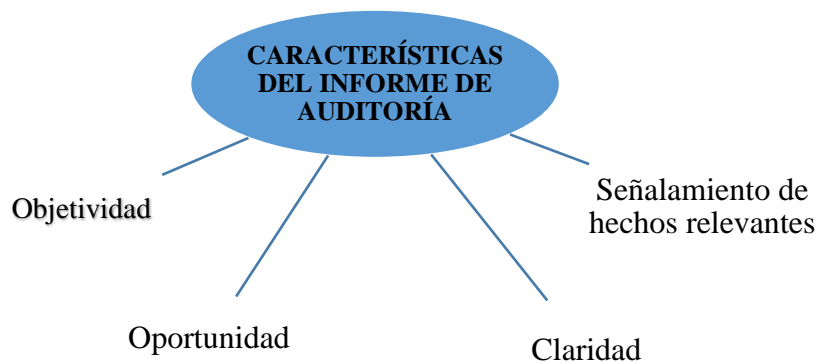 CARACTERÍSTICAS
DEL INFORME DE
AUDITORÍA
Objetividad
Señalamiento de
hechos relevantes
Oportunidad
Claridad